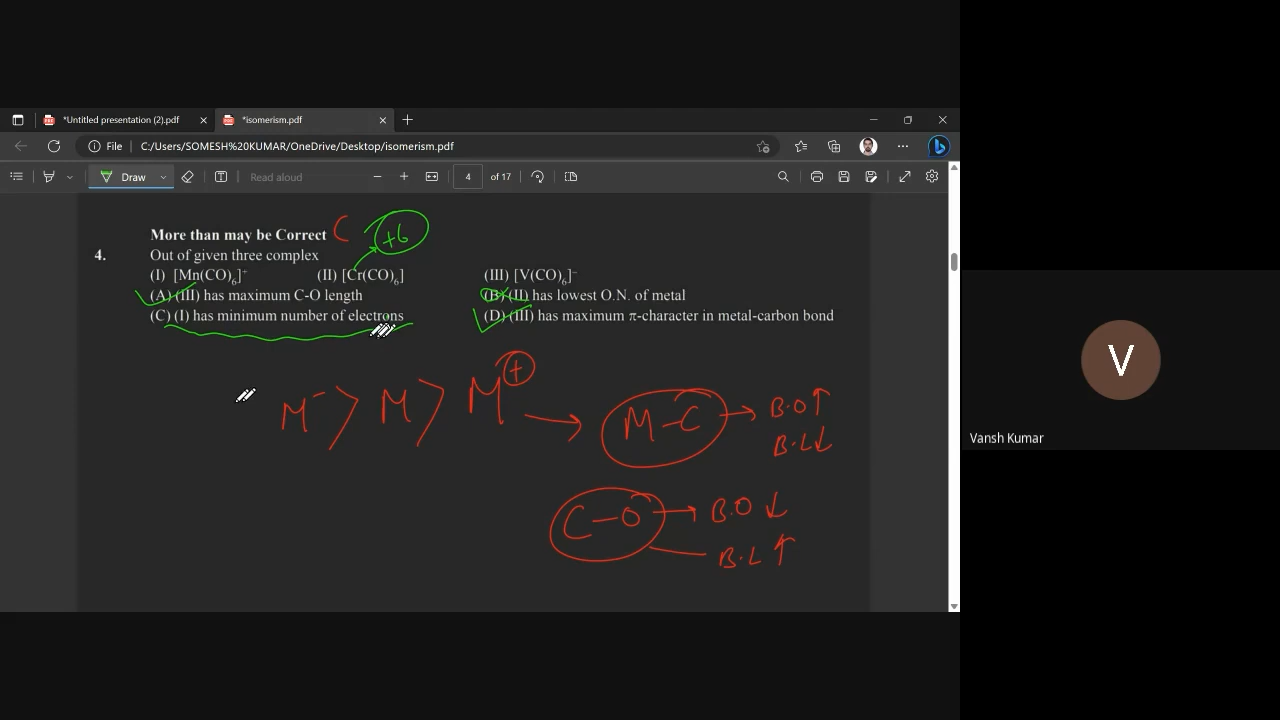 *Untitled presentation (2).pdf
*isomerism.pdf
File C:/Users/SOMESH%20KUMAR/OneDrive/Desktop/isomerism.pdf
Draw Read aloud 4 of 17
More than may be Correct C +6
4. Out of given three complex
(I) [Mn(CO)₆]⁺ (II) [Cr(CO)₆] (III) [V(CO)₆]⁻
(A) (III) has maximum C-O length (B) (II) has lowest O.N. of metal
(C) (I) has minimum number of electrons (D) (III) has maximum π-character in metal-carbon bond
M⁻ > M > M⁺ → M-C → B.O↑
B.L↓
C-O → B.O↓
B.L↑
V
Vansh Kumar